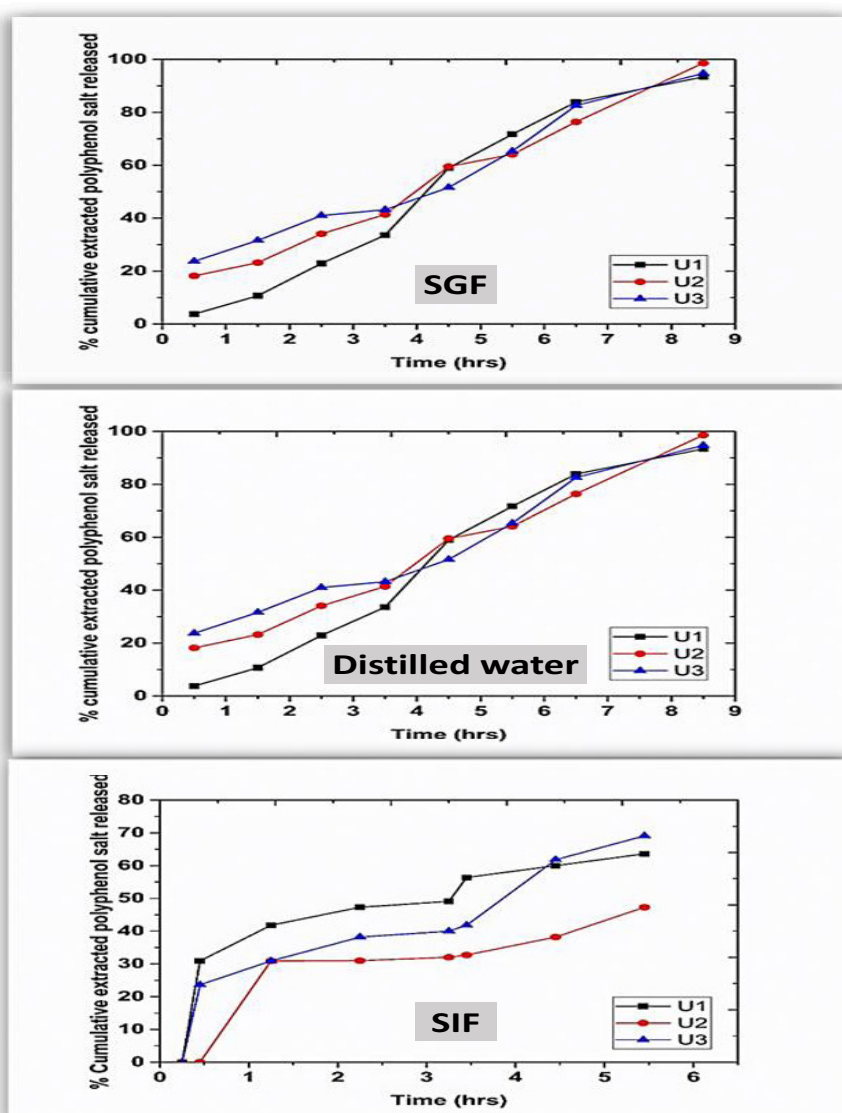 % cumulative extracted polyphenol salt released
100
80
60
40
20
0
SGF
U1
U2
U3
0 1 2 3 4 5 6 7 8 9
Time (hrs)
% cumulative extracted polyphenol salt released
100
80
60
40
20
0
Distilled water
U1
U2
U3
0 1 2 3 4 5 6 7 8 9
Time (hrs)
% Cumulative extracted polyphenol salt released
80
70
60
50
40
30
20
10
0
SIF
U1
U2
U3
0 1 2 3 4 5 6
Time (hrs)